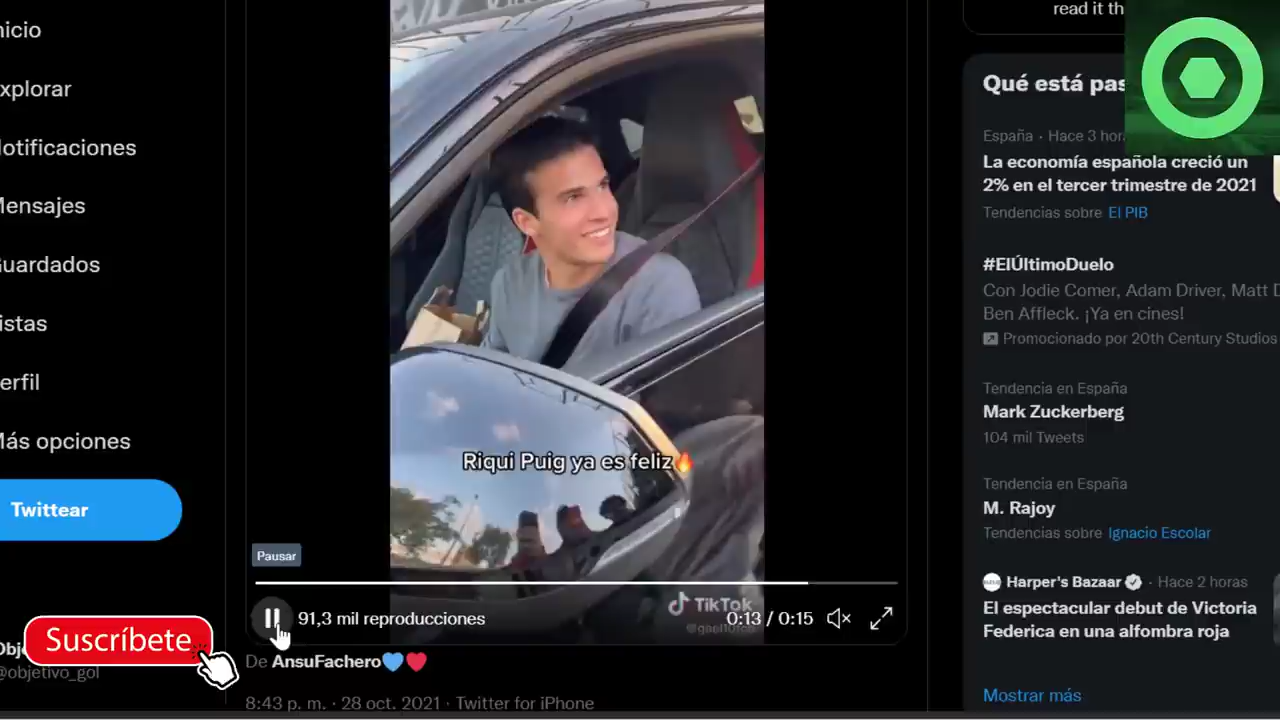 nicio
xplorar
otificaciones
ensajes
uardados
istas
erfil
ás opciones
Twittear
Obj
@objetivo_gol
Suscríbete
Riqui Puig ya es feliz🔥
Pausar
91,3 mil reproducciones
TikTok
0:13 / 0:15
De AnsuFachero💙❤️
8:43 p. m. · 28 oct. 2021 · Twitter for iPhone
read it th
Qué está pas
España · Hace 3 hor
La economía española creció un
2% en el tercer trimestre de 2021
Tendencias sobre El PIB
#ElÚltimoDuelo
Con Jodie Comer, Adam Driver, Matt D
Ben Affleck. ¡Ya en cines!
Promocionado por 20th Century Studios
Tendencia en España
Mark Zuckerberg
104 mil Tweets
Tendencia en España
M. Rajoy
Tendencias sobre Ignacio Escolar
Harper's Bazaar · Hace 2 horas
El espectacular debut de Victoria
Federica en una alfombra roja
Mostrar más